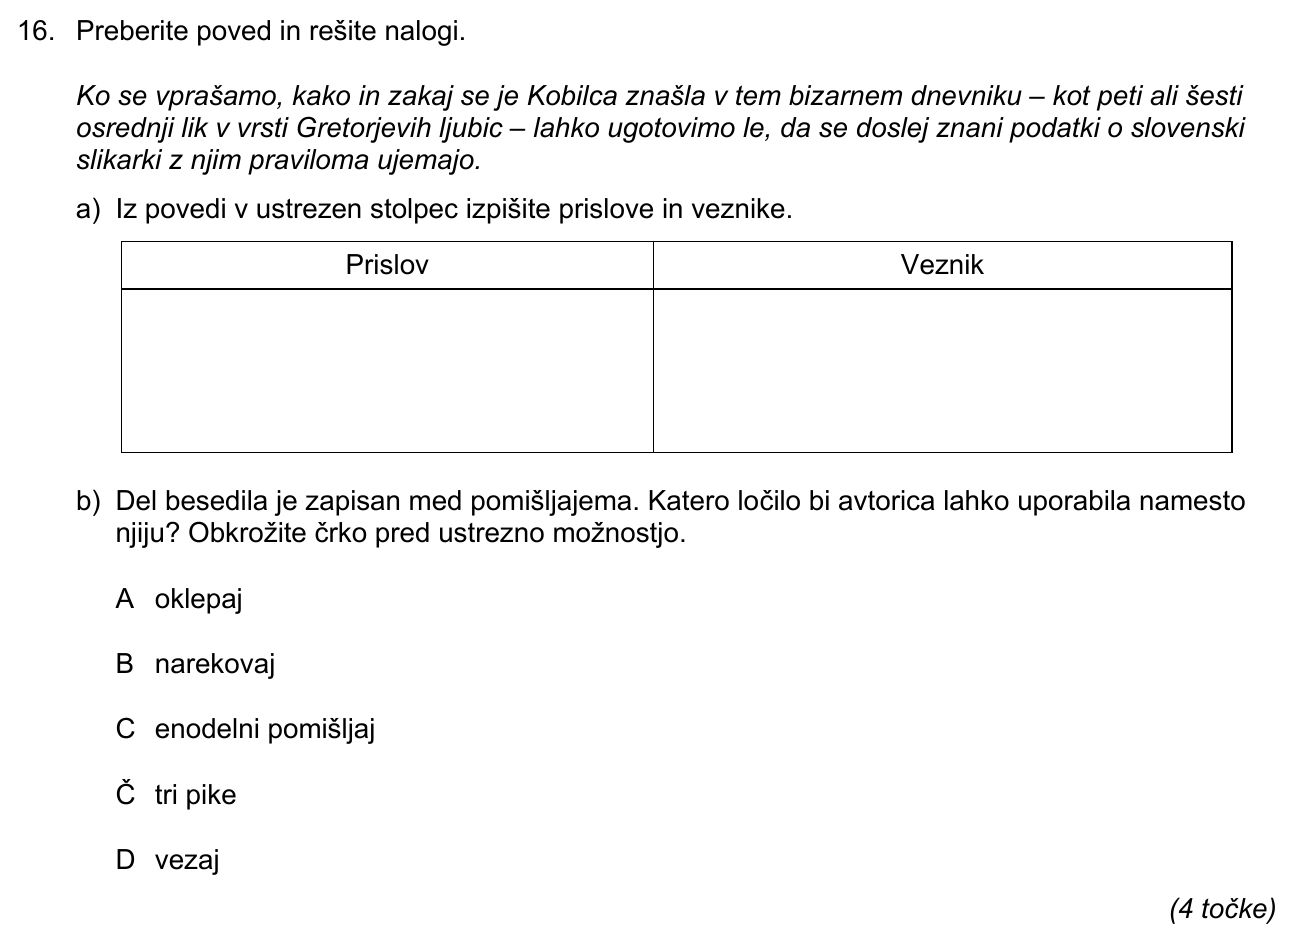 16. Preberite poved in rešite nalogi.
Ko se vprašamo, kako in zakaj se je Kobilca znašla v tem bizarnem dnevniku – kot peti ali šesti
osrednji lik v vrsti Gretorjevih ljubic – lahko ugotovimo le, da se doslej znani podatki o slovenski
slikarki z njim praviloma ujemajo.
a) Iz povedi v ustrezen stolpec izpišite prislove in veznike.
Prislov Veznik
b) Del besedila je zapisan med pomišljajema. Katero ločilo bi avtorica lahko uporabila namesto
njiju? Obkrožite črko pred ustrezno možnostjo.
A oklepaj
B narekovaj
C enodelni pomišljaj
Č tri pike
D vezaj
(4 točke)